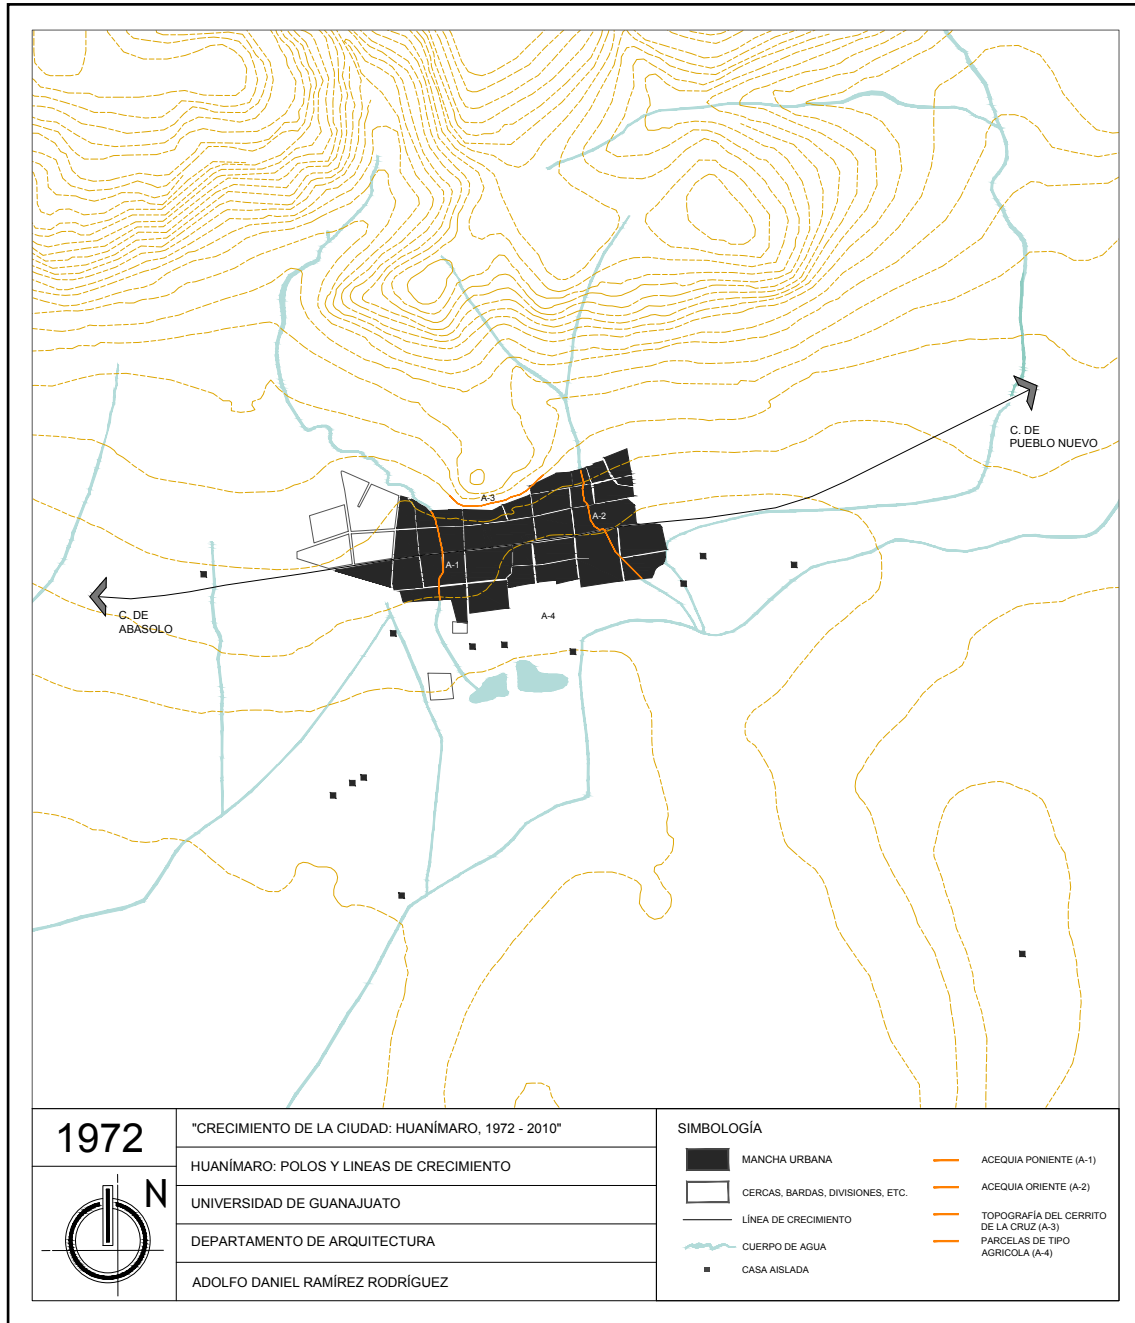 A-3
A-2
A-1
A-4
C. DE
PUEBLO NUEVO
C. DE
ABASOLO
1972
N
"CRECIMIENTO DE LA CIUDAD: HUANÍMARO, 1972 - 2010"
HUANÍMARO: POLOS Y LINEAS DE CRECIMIENTO
UNIVERSIDAD DE GUANAJUATO
DEPARTAMENTO DE ARQUITECTURA
ADOLFO DANIEL RAMÍREZ RODRÍGUEZ
SIMBOLOGÍA
MANCHA URBANA
CERCAS, BARDAS, DIVISIONES, ETC.
LÍNEA DE CRECIMIENTO
CUERPO DE AGUA
CASA AISLADA
ACEQUIA PONIENTE (A-1)
ACEQUIA ORIENTE (A-2)
TOPOGRAFÍA DEL CERRITO
DE LA CRUZ (A-3)
PARCELAS DE TIPO
AGRICOLA (A-4)